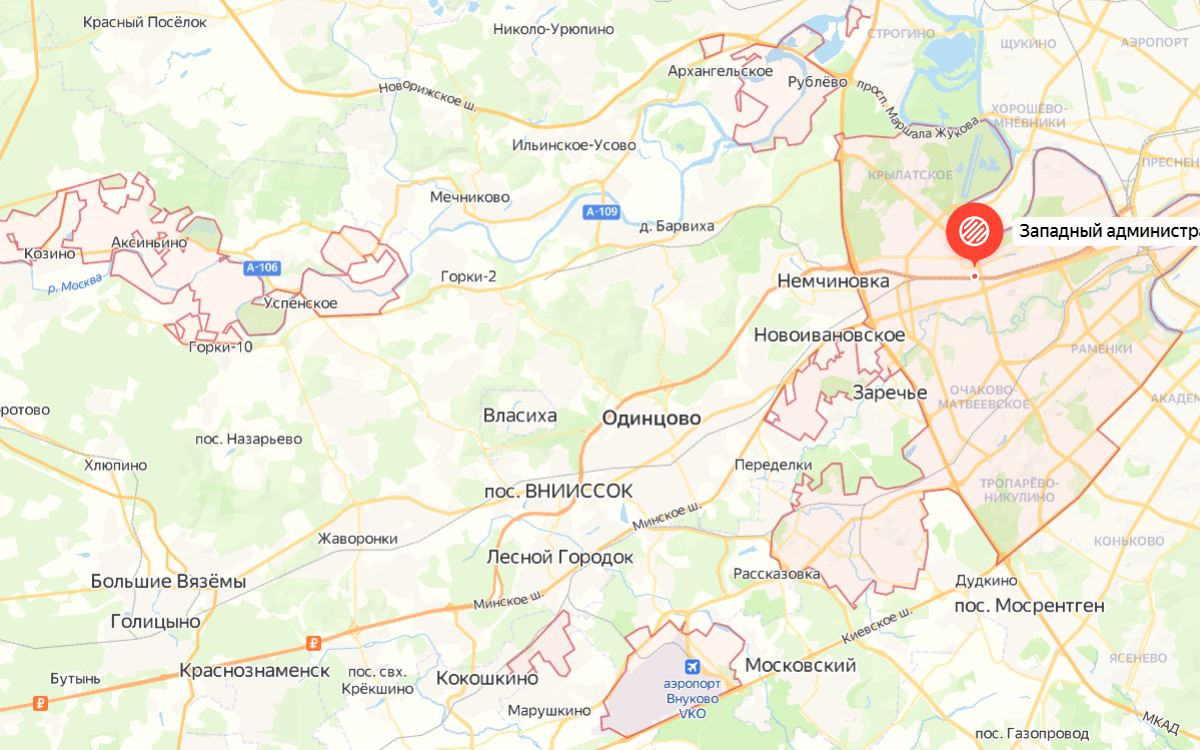 Красный Посёлок
Николо-Урюпино
СТРОГИНО
ЩУКИНО
АЭРОПОРТ
Архангельское
Рублёво
Новорижское ш.
просп. Маршала Жукова
ХОРОШЁВО-
МНЁВНИКИ
Ильинское-Усово
ПРЕСНЕН
КРЫЛАТСКОЕ
Мечниково
А-109
д. Барвиха
Западный администра
Аксиньино
Козино
А-106
Горки-2
Немчиновка
р. Москва
Успенское
Новоивановское
Горки-10
РАМЕНКИ
Заречье
ОЧАКОВО-
МАТВЕЕВСКОЕ
АКАДЕМ
оротово
Власиха
Одинцово
пос. Назарьево
Хлюпино
Переделки
ТРОПАРЁВО-
НИКУЛИНО
пос. ВНИИССОК
Минское ш.
Жаворонки
КОНЬКОВО
Лесной Городок
Рассказовка
Большие Вязёмы
Дудкино
Минское ш.
пос. Мосрентген
Голицыно
Киевское ш.
ЯСЕНЕВО
Краснознаменск
пос. свх.
Крёкшино
Кокошкино
Московский
Бутынь
аэропорт
Внуково
VKO
Марушкино
МКАД
пос. Газопровод